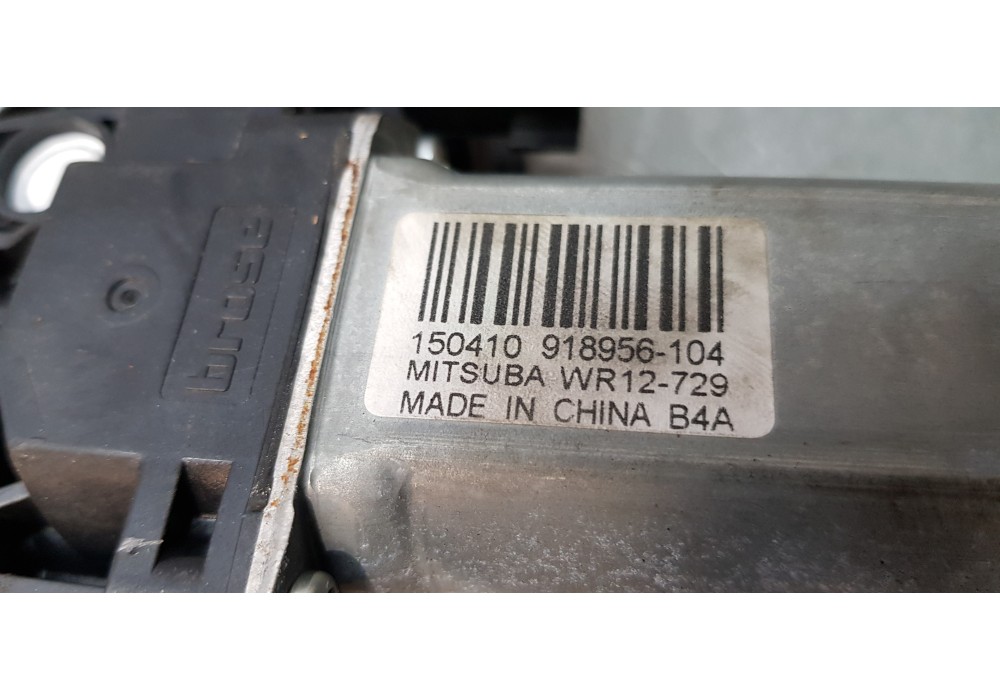 brose
150410 918956-104
MITSUBA WR12-729
MADE IN CHINA B4A